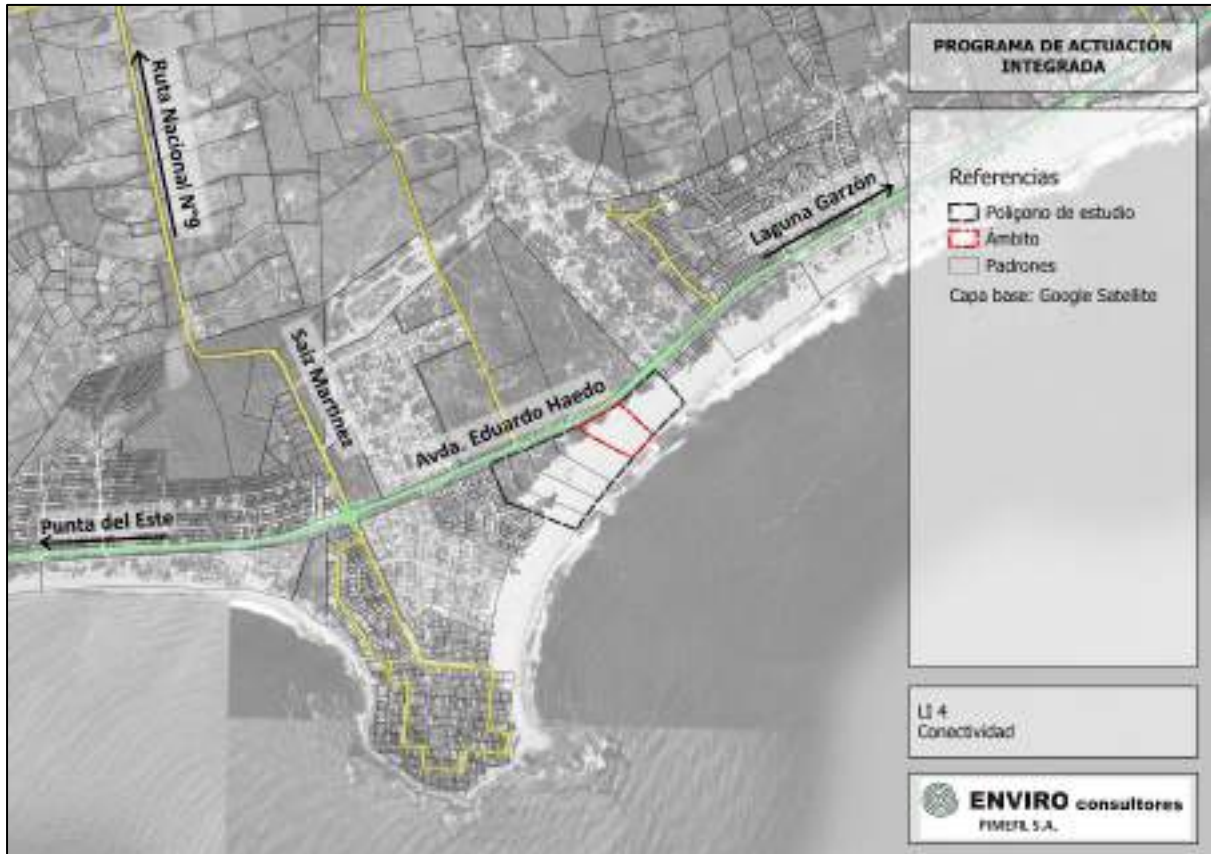 PROGRAMA DE ACTUACIÓN
INTEGRADA
Referencias
Polígono de estudio
Ámbito
Padrones
Capa base: Google Satellite
Ruta Nacional N°9
Laguna Garzón
Saiz Martinez
Avda. Eduardo Haedo
Punta del Este
LI 4
Conectividad
ENVIRO consultores
PIMEFIL S.A.